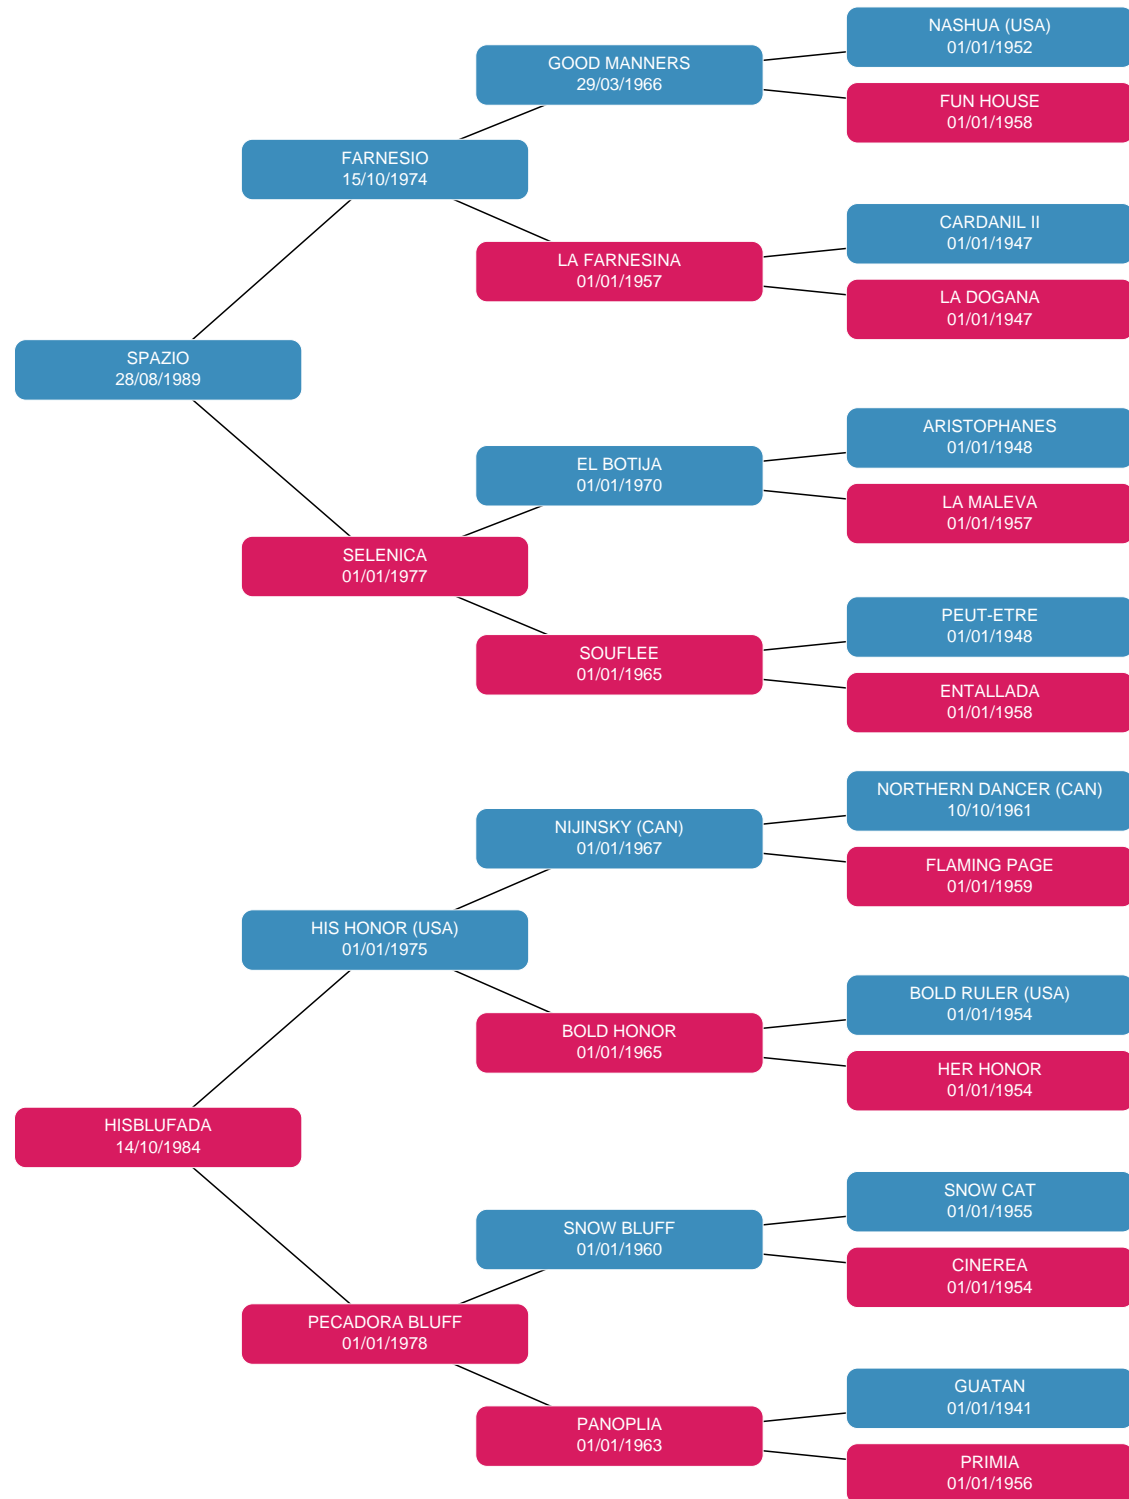 NASHUA (USA)
01/01/1952
GOOD MANNERS
29/03/1966
FUN HOUSE
01/01/1958
FARNESIO
15/10/1974
CARDANIL II
01/01/1947
LA FARNESINA
01/01/1957
LA DOGANA
01/01/1947
SPAZIO
28/08/1989
ARISTOPHANES
01/01/1948
EL BOTIJA
01/01/1970
LA MALEVA
01/01/1957
SELENICA
01/01/1977
PEUT-ETRE
01/01/1948
SOUFLEE
01/01/1965
ENTALLADA
01/01/1958
NORTHERN DANCER (CAN)
10/10/1961
NIJINSKY (CAN)
01/01/1967
FLAMING PAGE
01/01/1959
HIS HONOR (USA)
01/01/1975
BOLD RULER (USA)
01/01/1954
BOLD HONOR
01/01/1965
HER HONOR
01/01/1954
HISBLUFADA
14/10/1984
SNOW CAT
01/01/1955
SNOW BLUFF
01/01/1960
CINEREA
01/01/1954
PECADORA BLUFF
01/01/1978
GUATAN
01/01/1941
PANOPLIA
01/01/1963
PRIMIA
01/01/1956